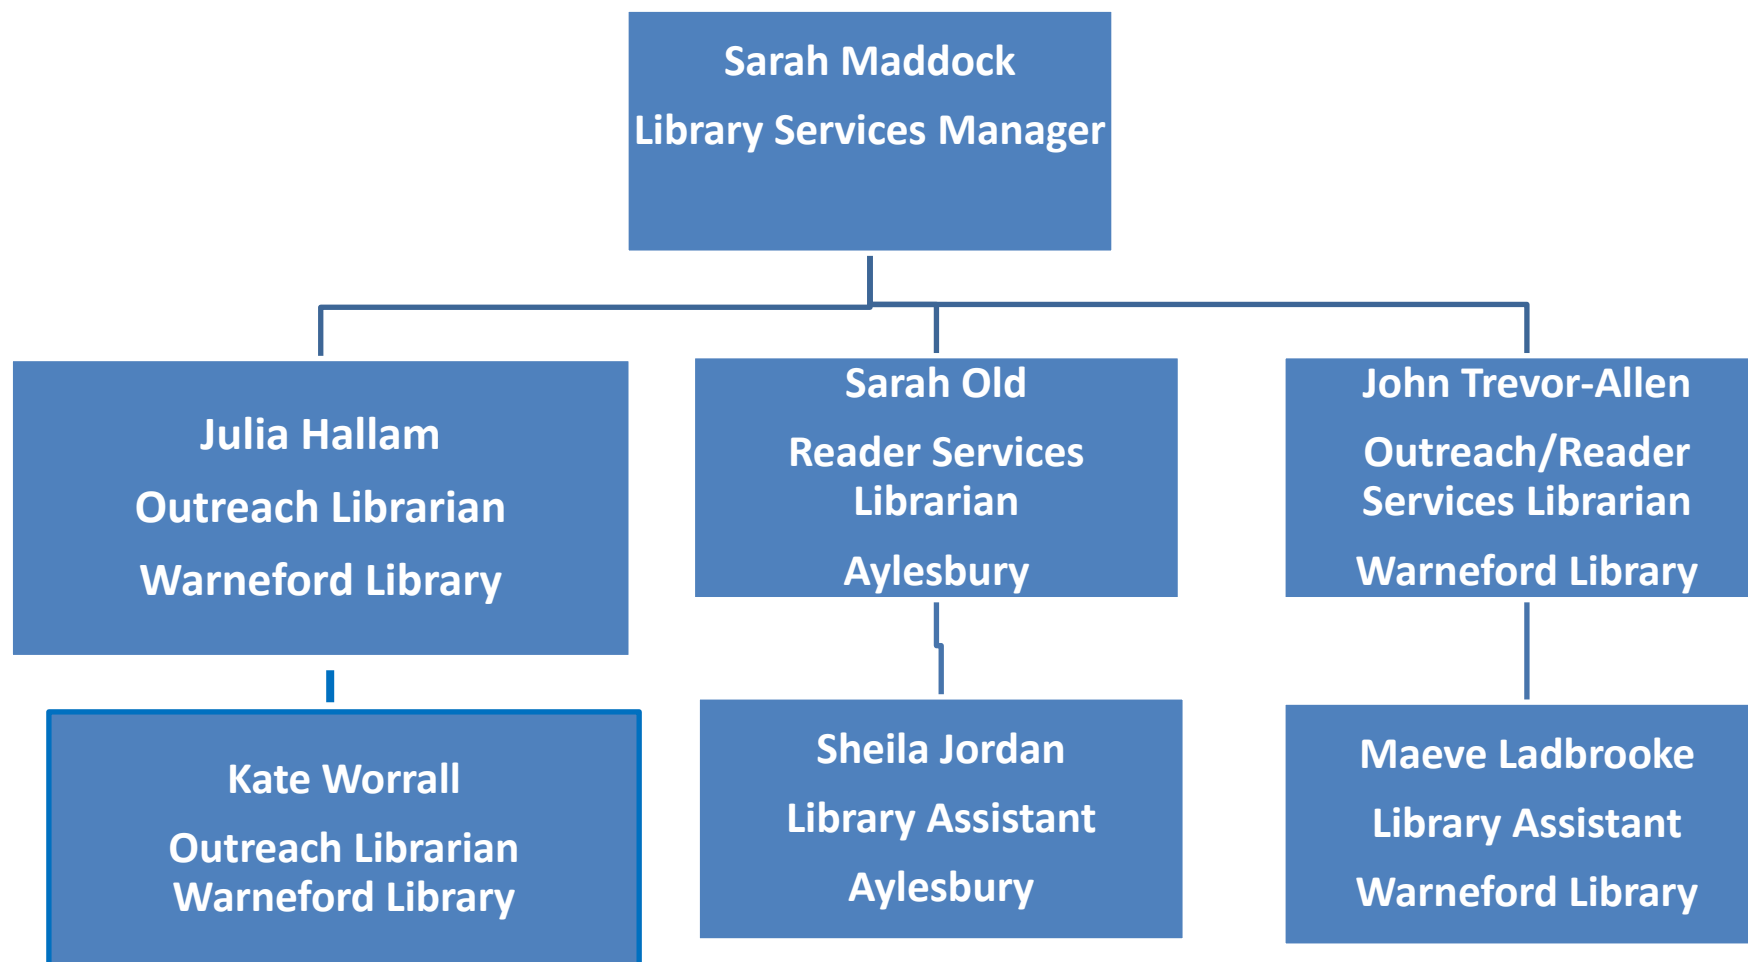 Sarah Maddock
Library Services Manager
Julia Hallam
Outreach Librarian
Warneford Library
Sarah Old
Reader Services
Librarian
Aylesbury
John Trevor-Allen
Outreach/Reader
Services Librarian
Warneford Library
Kate Worrall
Outreach Librarian
Warneford Library
Sheila Jordan
Library Assistant
Aylesbury
Maeve Ladbrooke
Library Assistant
Warneford Library